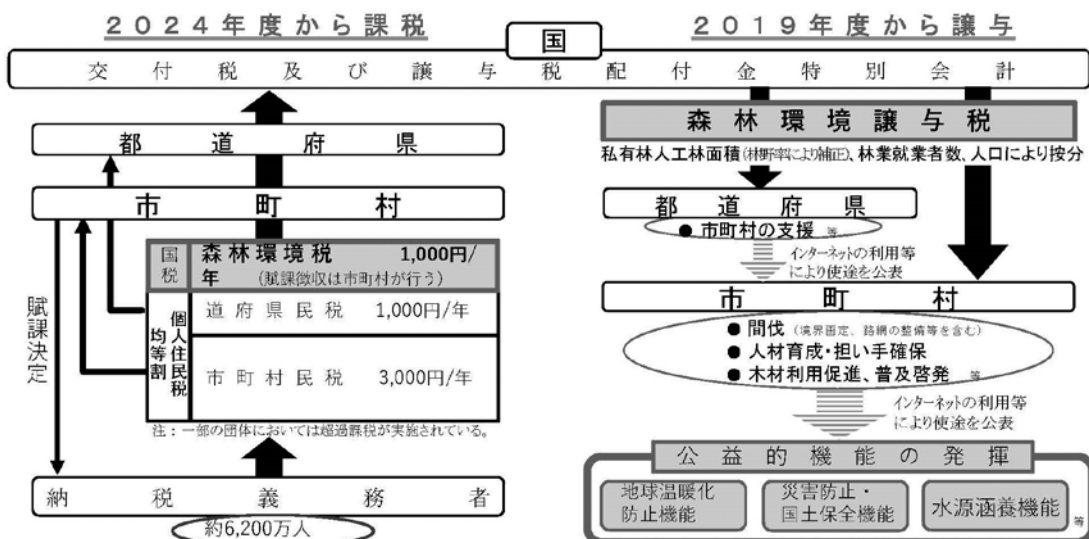 2024年度から課税
国
2019年度から譲与
交付税及び譲与税配付金特別会計
都道府県
市町村
賦課決定
国税
森林環境税 1,000円/
年 (賦課徴収は市町村が行う)
個人住民税
均等割
道府県民税 1,000円/年
市町村民税 3,000円/年
注：一部の団体においては超過課税が実施されている。
納税義務者
約6,200万人
森林環境譲与税
私有林人工林面積(林野率により補正)、林業就業者数、人口により按分
都道府県
● 市町村の支援 等
インターネットの利用等
により使途を公表
市町村
● 間伐 (境界画定、路網の整備等を含む)
● 人材育成・担い手確保
● 木材利用促進、普及啓発 等
インターネットの利用等
により使途を公表
公益的機能の発揮
地球温暖化
防止機能
災害防止・
国土保全機能
水源涵養機能
等